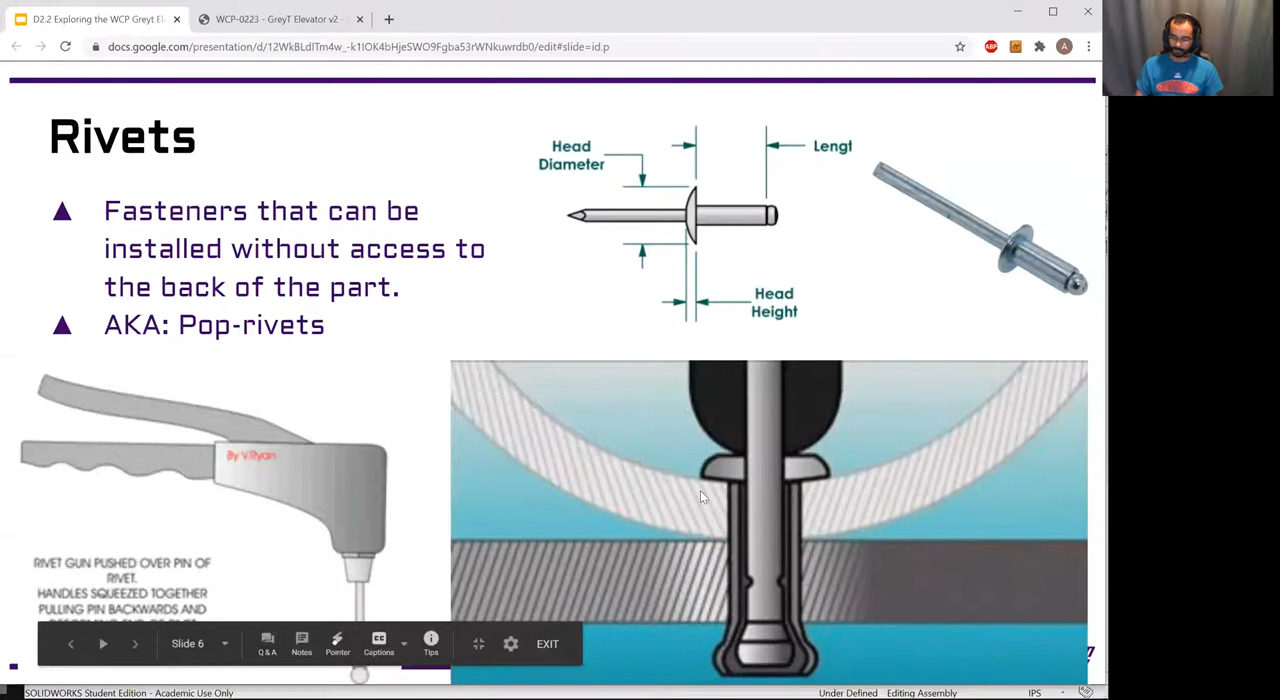 D2.2 Exploring the WCP Greyt El
WCP-0223 - GreyT Elevator v2 -
docs.google.com/presentation/d/12WkBLdlTm4w_-k1IOK4bHjeSWO9Fgba53rWNkuwrdb0/edit#slide=id.p
ABP
A
Rivets
▲ Fasteners that can be
installed without access to
the back of the part.
▲ AKA: Pop-rivets
Head
Diameter
Lengt
Head
Height
By V.Ryan
RIVET GUN PUSHED OVER PIN OF
RIVET.
HANDLES SQUEEZED TOGETHER
PULLING PIN BACKWARDS AND
Slide 6
Q & A
Notes
Pointer
CC
Captions
Tips
EXIT
SOLIDWORKS Student Edition - Academic Use Only
Under Defined
Editing Assembly
IPS